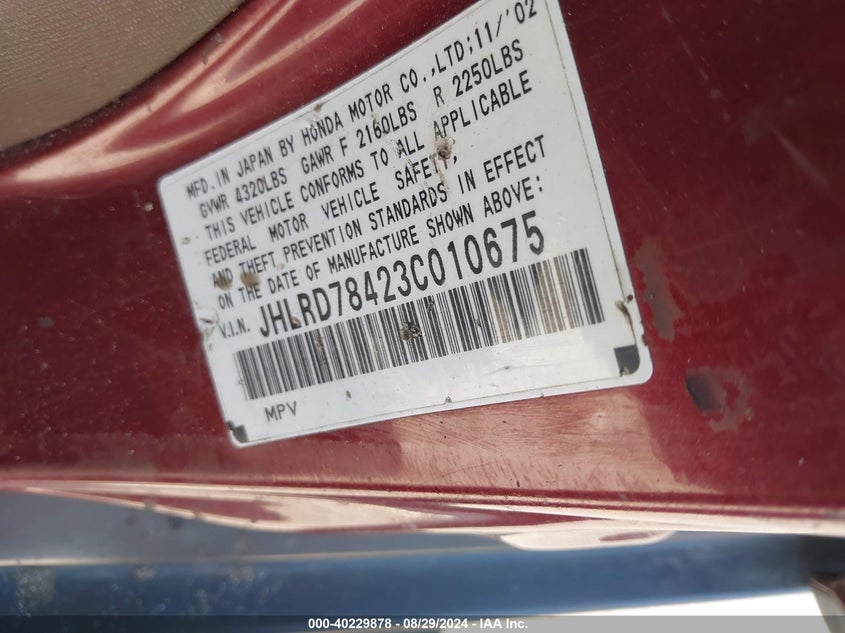 MFD. IN JAPAN BY HONDA MOTOR CO.,LTD;11/'02
GVWR 4320LBS GAWR F 2160LBS R 2250LBS
THIS VEHICLE CONFORMS TO ALL APPLICABLE
FEDERAL MOTOR VEHICLE SAFETY,
AND THEFT PREVENTION STANDARDS IN EFFECT
ON THE DATE OF MANUFACTURE SHOWN ABOVE:
V.I.N. JHLRD78423C010675
MPV
000-40229878 | 08/29/2024 | IAA Inc.